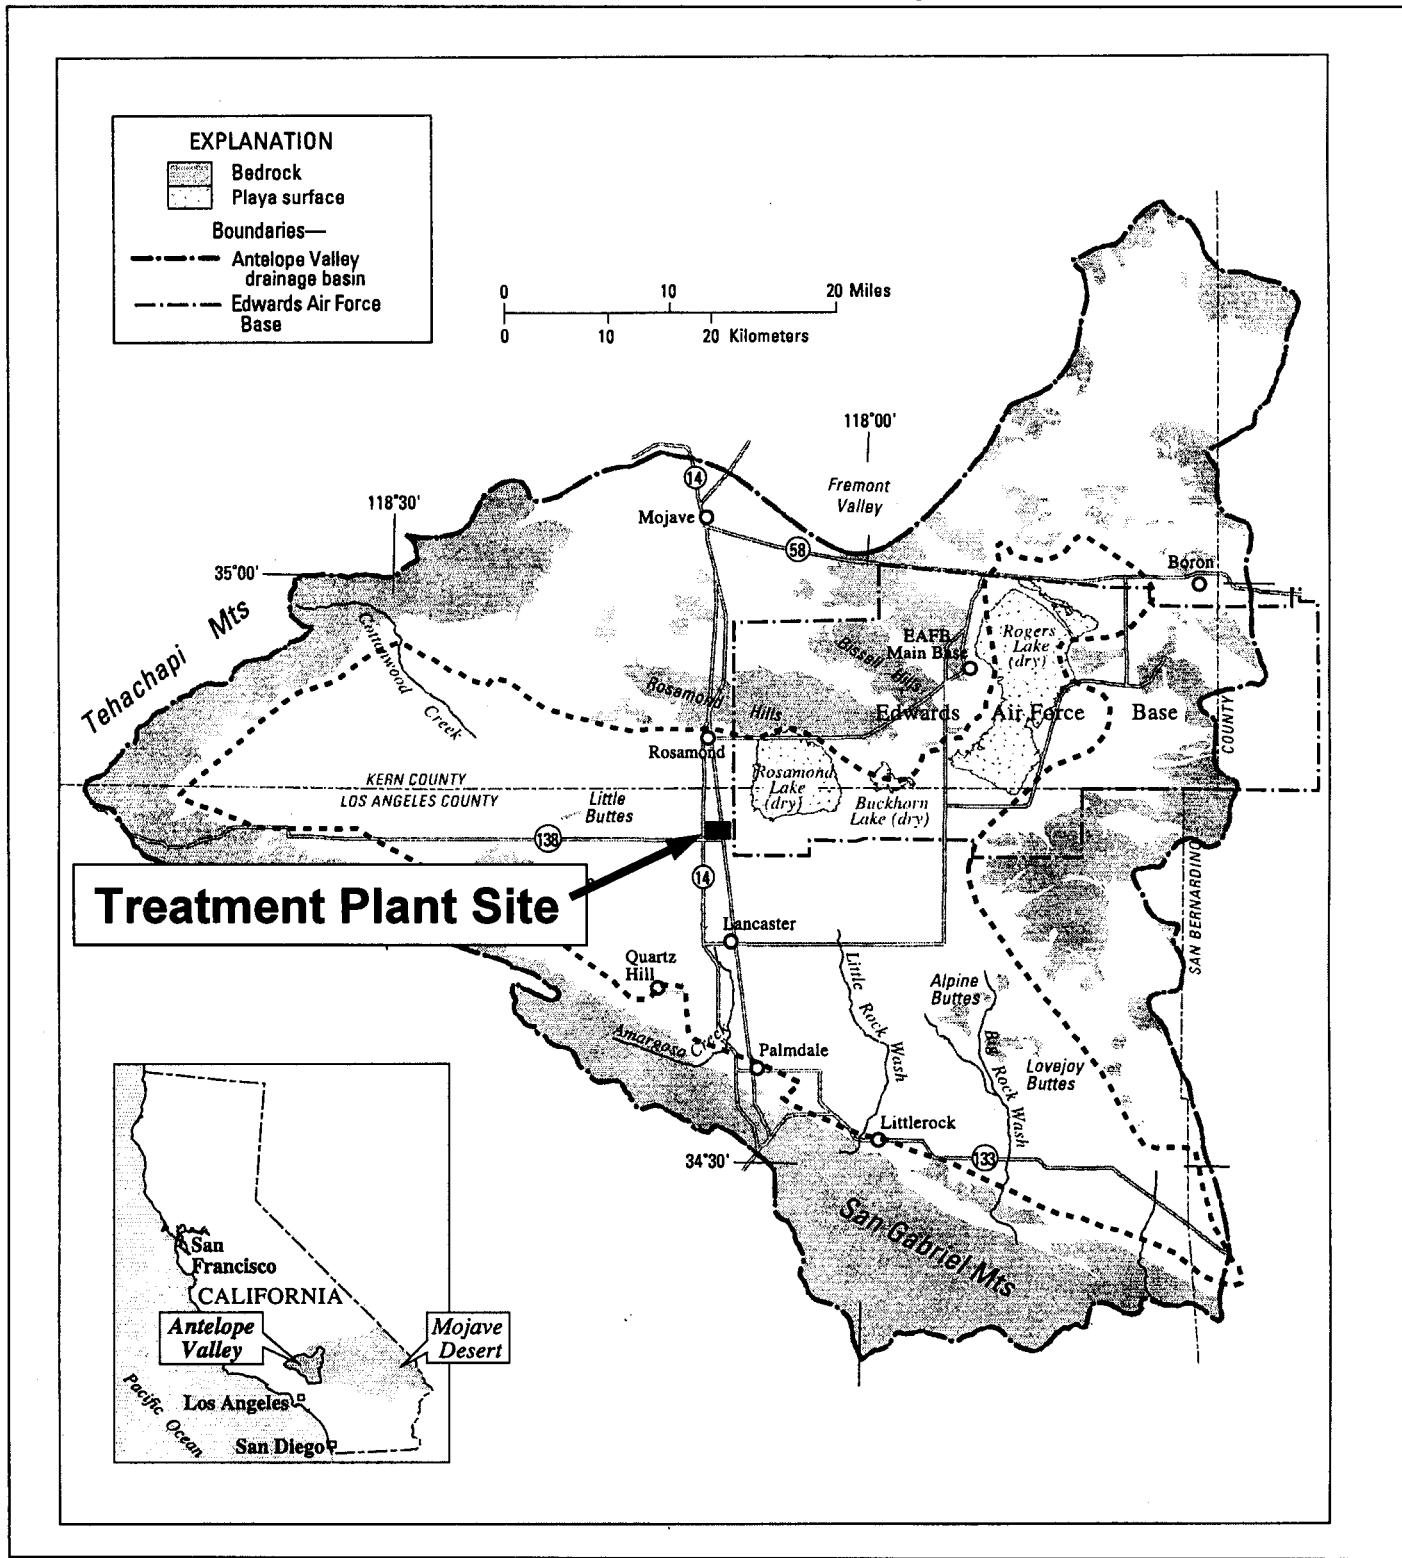 EXPLANATION
Bedrock
Playa surface
Boundaries—
Antelope Valley
drainage basin
Edwards Air Force
Base
0 10 20 Miles
0 10 20 Kilometers
118°00'
Fremont
Valley
14
Mojave
118°30'
58
35°00'
Boron
Tehachapi Mts
Cottonwood Creek
EAFB
Main Base
Rogers
Lake
(dry)
Bissell Hills
Rosamond Hills
Edwards Air Force Base
Rosamond
COUNTY
KERN COUNTY
LOS ANGELES COUNTY
Rosamond
Lake
(dry)
Buckhorn
Lake (dry)
Little
Buttes
138
SAN BERNARDINO
14
Treatment Plant Site
Lancaster
Quartz
Hill
Alpine
Buttes
Little Rock Wash
Amargosa Creek
Palmdale
Big Rock Wash
Lovejoy
Buttes
Littlerock
34°30'
133
San Gabriel Mts
San
Francisco
CALIFORNIA
Antelope
Valley
Mojave
Desert
Pacific Ocean
Los Angeles
San Diego